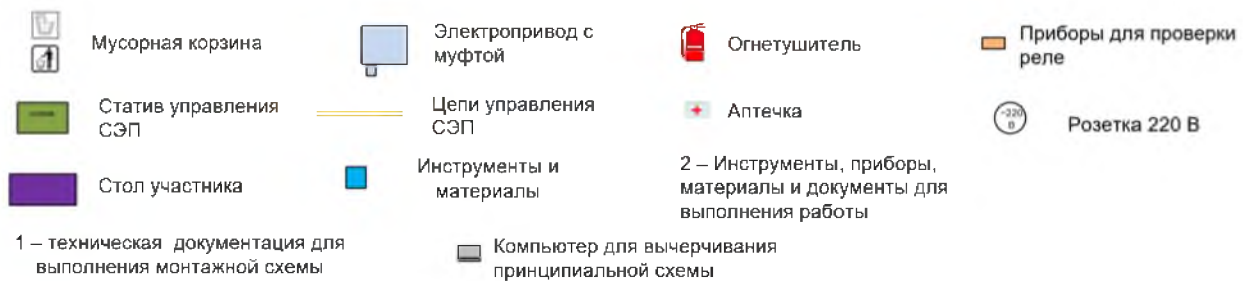 Мусорная корзина
Электропривод с
муфтой
Огнетушитель
Приборы для проверки
реле
Статив управления
СЭП
Цепи управления
СЭП
Аптечка
~220
В
Розетка 220 В
Стол участника
Инструменты и
материалы
2 – Инструменты, приборы,
материалы и документы для
выполнения работы
1 – техническая документация для
выполнения монтажной схемы
Компьютер для вычерчивания
принципиальной схемы